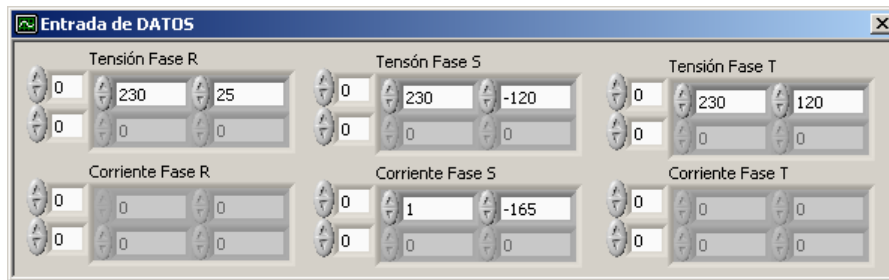 Entrada de DATOS
Tensión Fase R
Tensón Fase S
Tensión Fase T
0 230 25
0 230 -120
0 230 120
0 0 0
0 0 0
0 0 0
Corriente Fase R
Corriente Fase S
Corriente Fase T
0 0 0
0 1 -165
0 0 0
0 0 0
0 0 0
0 0 0